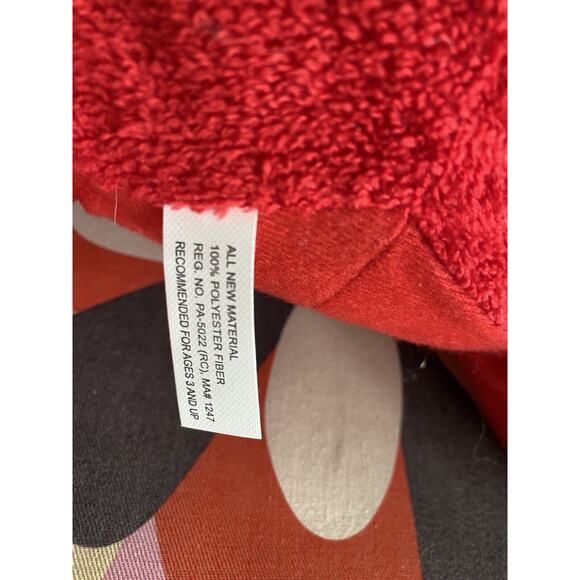 ALL NEW MATERIAL
100% POLYESTER FIBER
REG. NO. PA-5022 (RC), MA# 1247
RECOMMENDED FOR AGES 3 AND UP